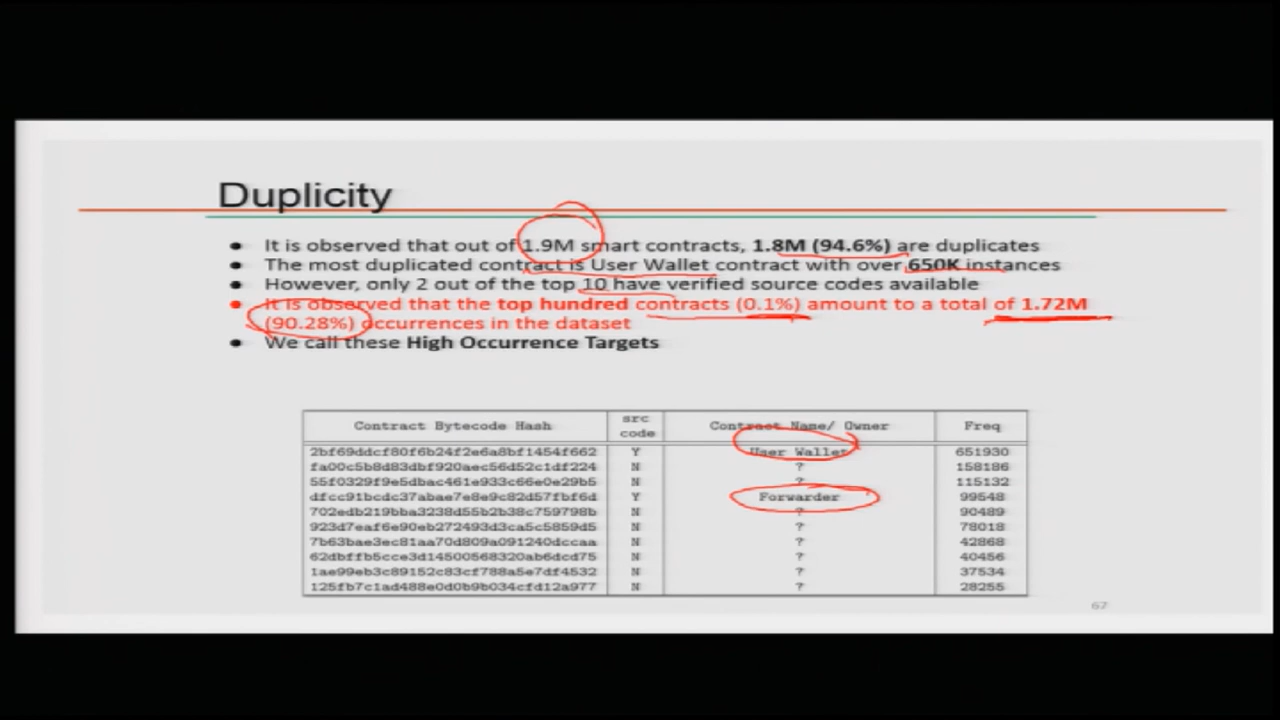 Duplicity
● It is observed that out of 1.9M smart contracts, 1.8M (94.6%) are duplicates
● The most duplicated contract is User Wallet contract with over 650K instances
● However, only 2 out of the top 10 have verified source codes available
● It is observed that the top hundred contracts (0.1%) amount to a total of 1.72M
(90.28%) occurrences in the dataset
● We call these High Occurrence Targets
Contract Bytecode Hash src code Contract Name/ Owner Freq
2bf69ddcf80f6b24f2e6a8bf1454f662 Y User Wallet 651930
fa00c5b8d83dbf920aec56d52c1df224 N ? 158186
55f0329f9e5dbac461e933c66e0e29b5 N ? 115132
dfcc91bcdc37abae7e8e9c82d57fbf6d Y Forwarder 99548
702edb219bba3238d55b2b38c759798b N ? 90489
923d7eaf6e90eb272493d3ca5c5859d5 N ? 78018
7b63bae3ec81aa70d809a091240dccaa N ? 42868
62dbffb5cce3d14500568320ab6dcd75 N ? 40456
1ae99eb3c89152c83cf788a5e7df4532 N ? 37534
125fb7c1ad488e0d0b9b034cfd12a977 N ? 28255
67